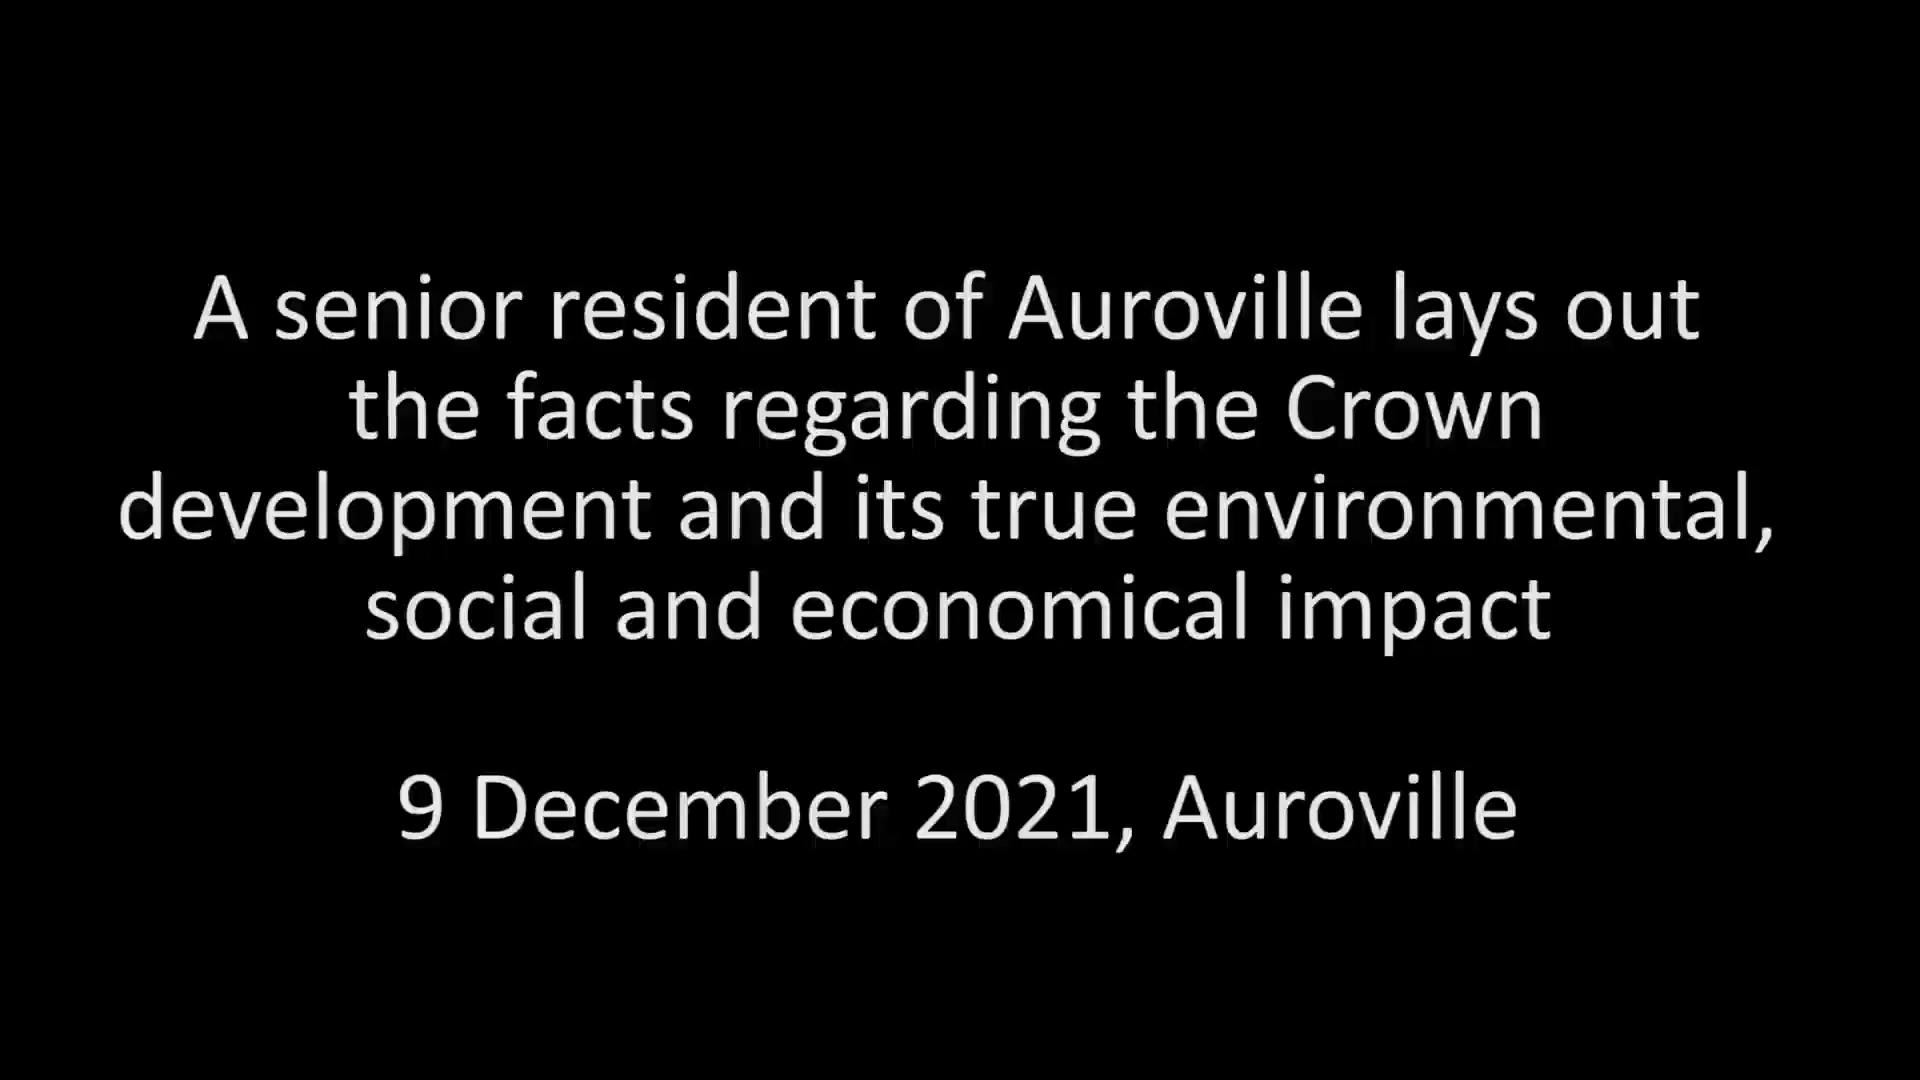 A senior resident of Auroville lays out
the facts regarding the Crown
development and its true environmental,
social and economical impact
9 December 2021, Auroville